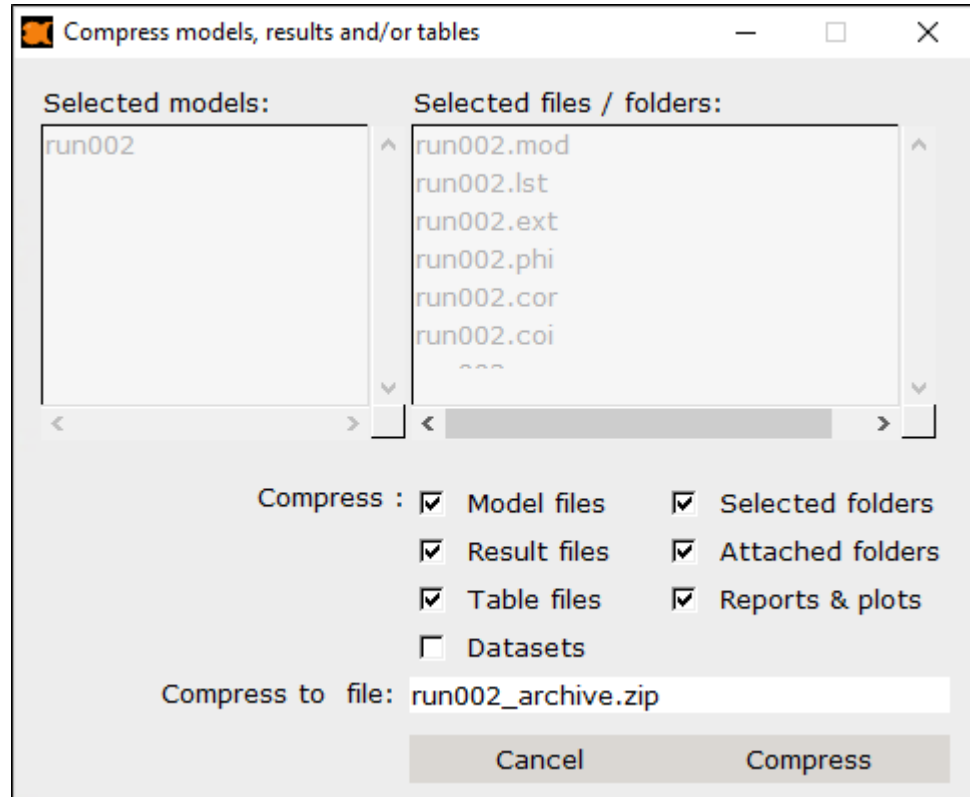 Compress models, results and/or tables
Selected models: Selected files / folders:
run002 run002.mod
run002.lst
run002.ext
run002.phi
run002.cor
run002.coi
Compress : Model files Selected folders
Result files Attached folders
Table files Reports & plots
Datasets
Compress to file: run002_archive.zip
Cancel Compress